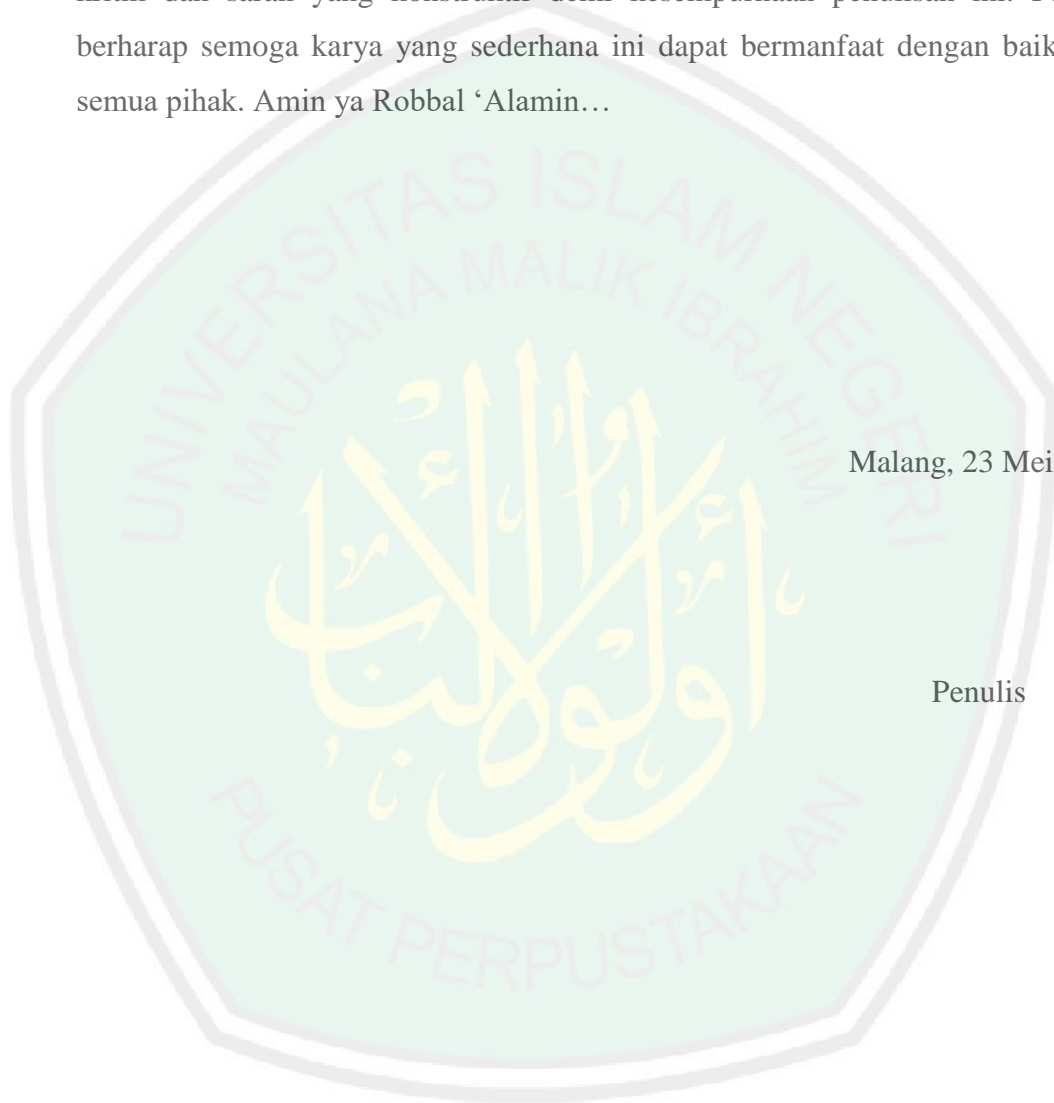 berharap semoga karya yang sederhana ini dapat bermanfaat dengan baik
semua pihak. Amin ya Robbal ‘Alamin…
UNIVERSITAS ISLAM NEGERI
MAULANA MALIK IBRAHIM
Malang, 23 Mei
Penulis
PUSAT PERPUSTAKAAN